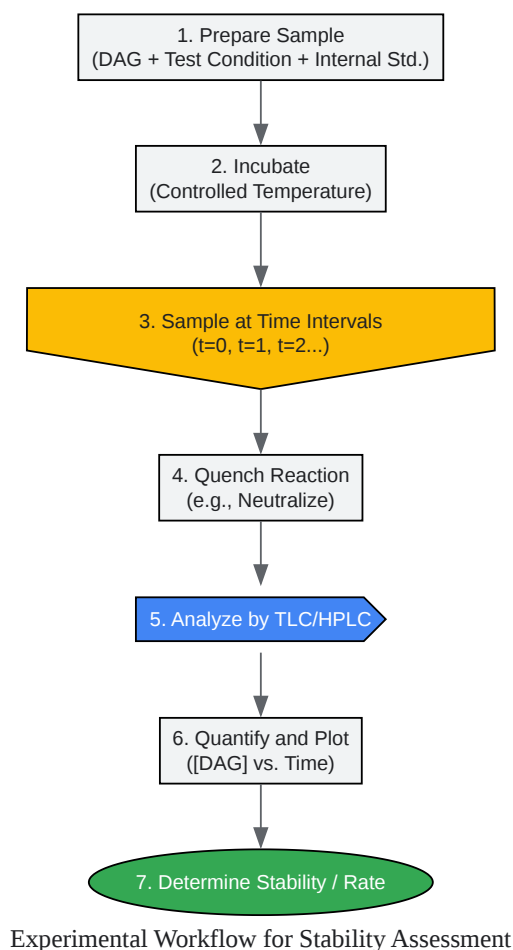 1. Prepare Sample
(DAG + Test Condition + Internal Std.)
2. Incubate
(Controlled Temperature)
3. Sample at Time Intervals
(t=0, t=1, t=2...)
4. Quench Reaction
(e.g., Neutralize)
5. Analyze by TLC/HPLC
6. Quantify and Plot
([DAG] vs. Time)
7. Determine Stability / Rate
Experimental Workflow for Stability Assessment